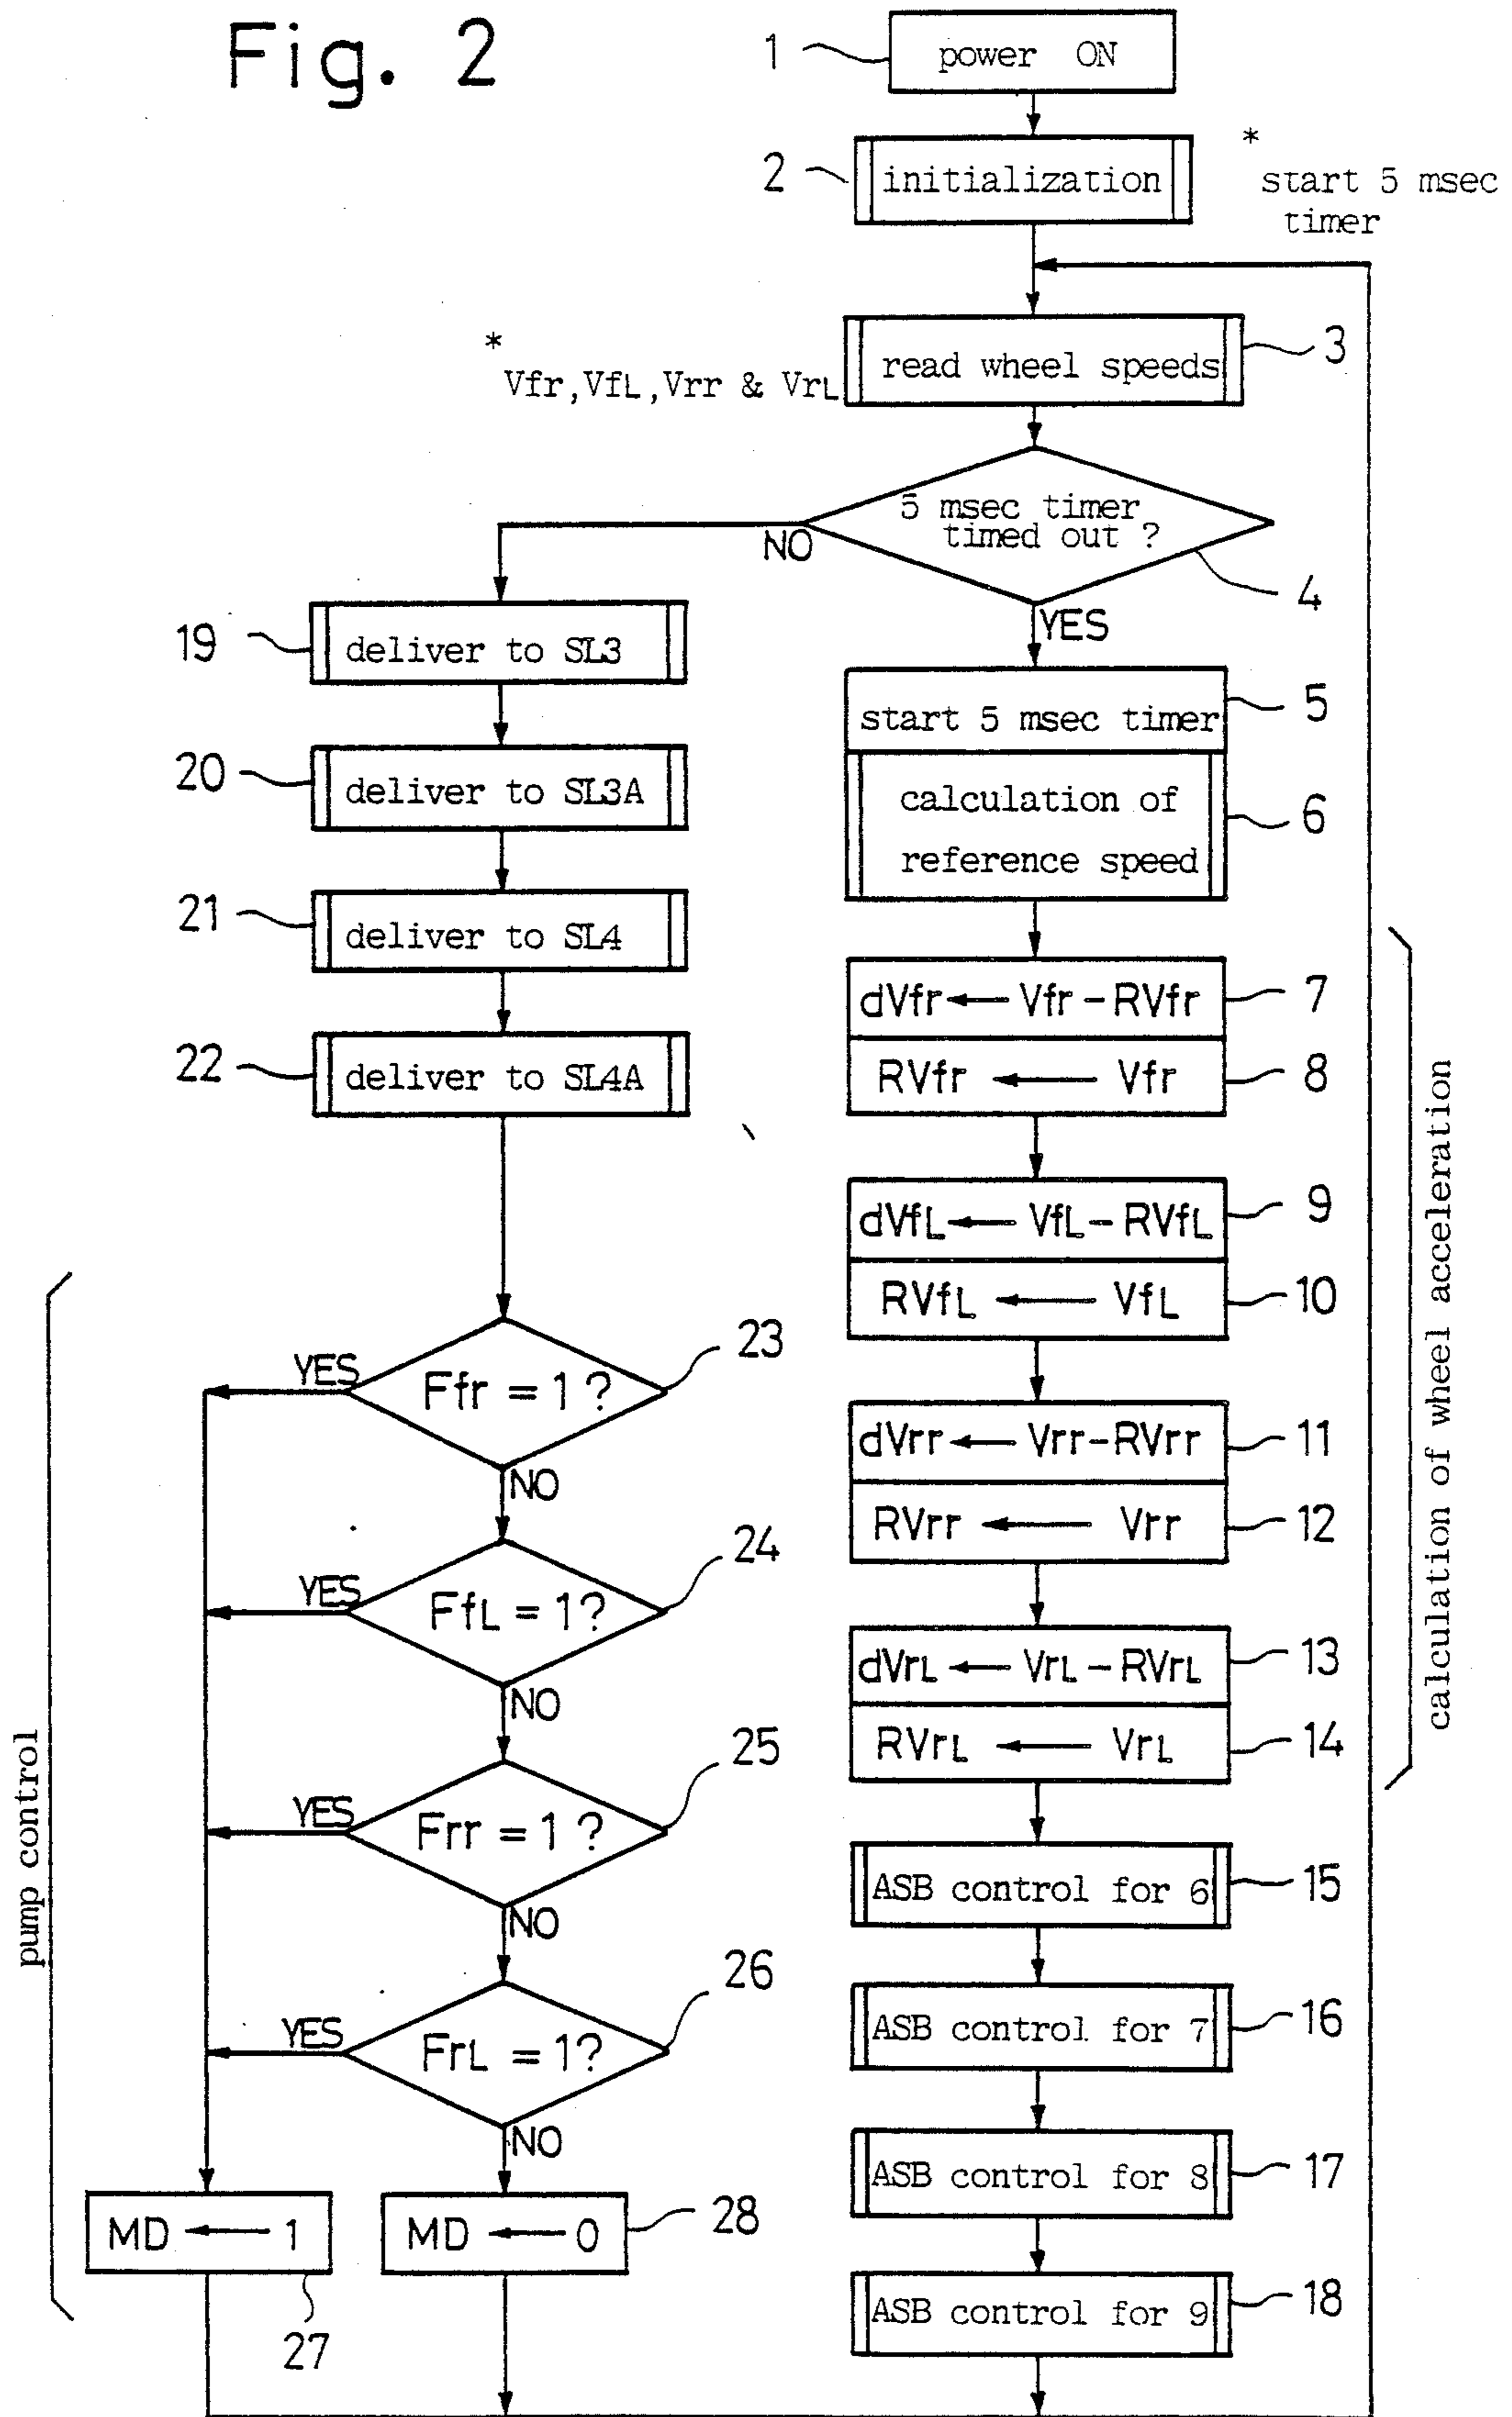 Fig. 2
1
power ON
2
initialization
*
start 5 msec
timer
*
Vfr,VfL,Vrr & VrL
read wheel speeds
3
5 msec timer
timed out ?
4
NO
YES
19
deliver to SL3
20
deliver to SL3A
21
deliver to SL4
22
deliver to SL4A
start 5 msec timer
5
calculation of
reference speed
6
dVfr ← Vfr – RVfr
7
RVfr ← Vfr
8
dVfL ← VfL – RVfL
9
RVfL ← VfL
10
dVrr ← Vrr – RVrr
11
RVrr ← Vrr
12
dVrL ← VrL – RVrL
13
RVrL ← VrL
14
calculation of wheel acceleration
ASB control for 6
15
ASB control for 7
16
ASB control for 8
17
ASB control for 9
18
pump control
YES
Ffr = 1 ?
23
NO
YES
FfL = 1?
24
NO
YES
Frr = 1 ?
25
NO
YES
FrL = 1?
26
NO
MD ← 1
27
MD ← 0
28